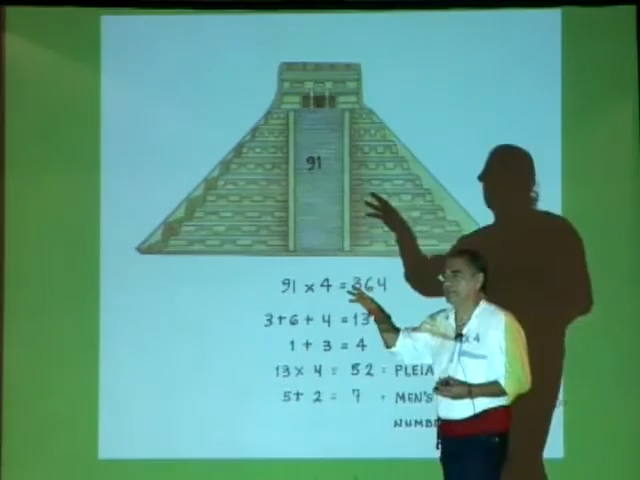 91
91 x 4 = 364
3+6+4 = 13
1 + 3 = 4
13 x 4 = 52 = PLEIA
5+ 2 = 7 = MEN'S
NUMBE